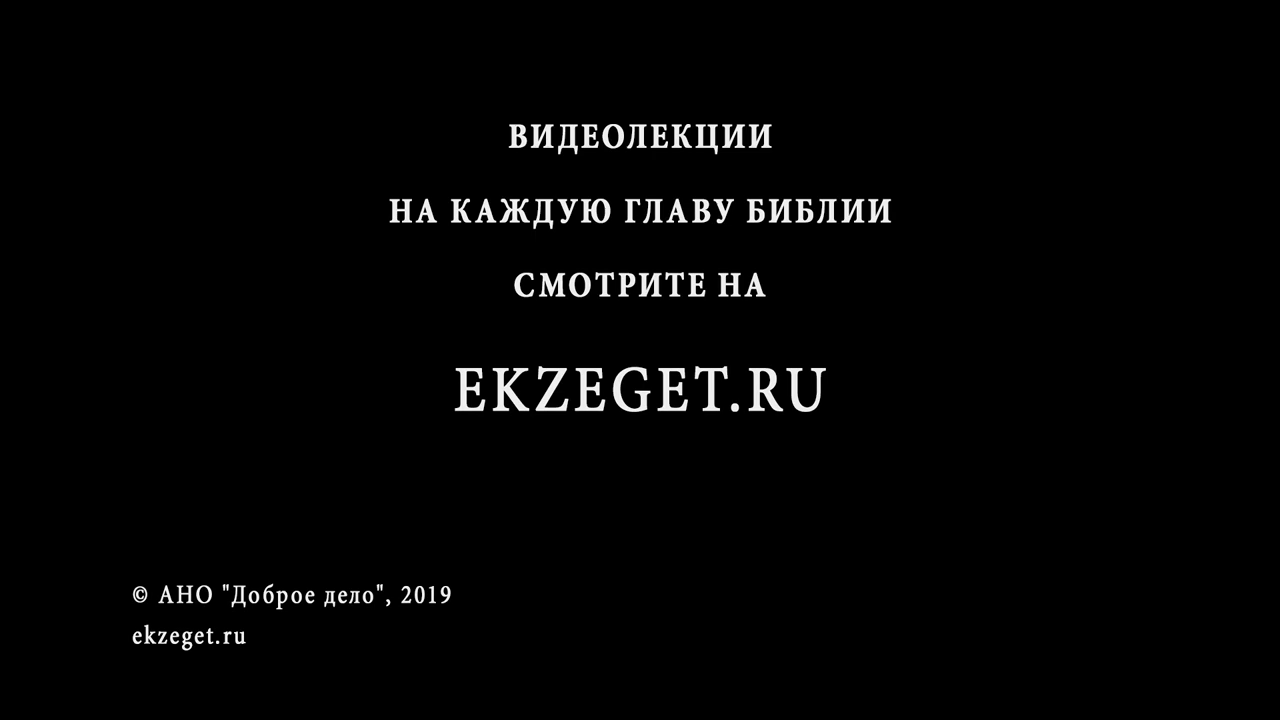 ВИДЕОЛЕКЦИИ
НА КАЖДУЮ ГЛАВУ БИБЛИИ
СМОТРИТЕ НА
EKZEGET.RU
© АНО "Доброе дело", 2019
ekzeget.ru